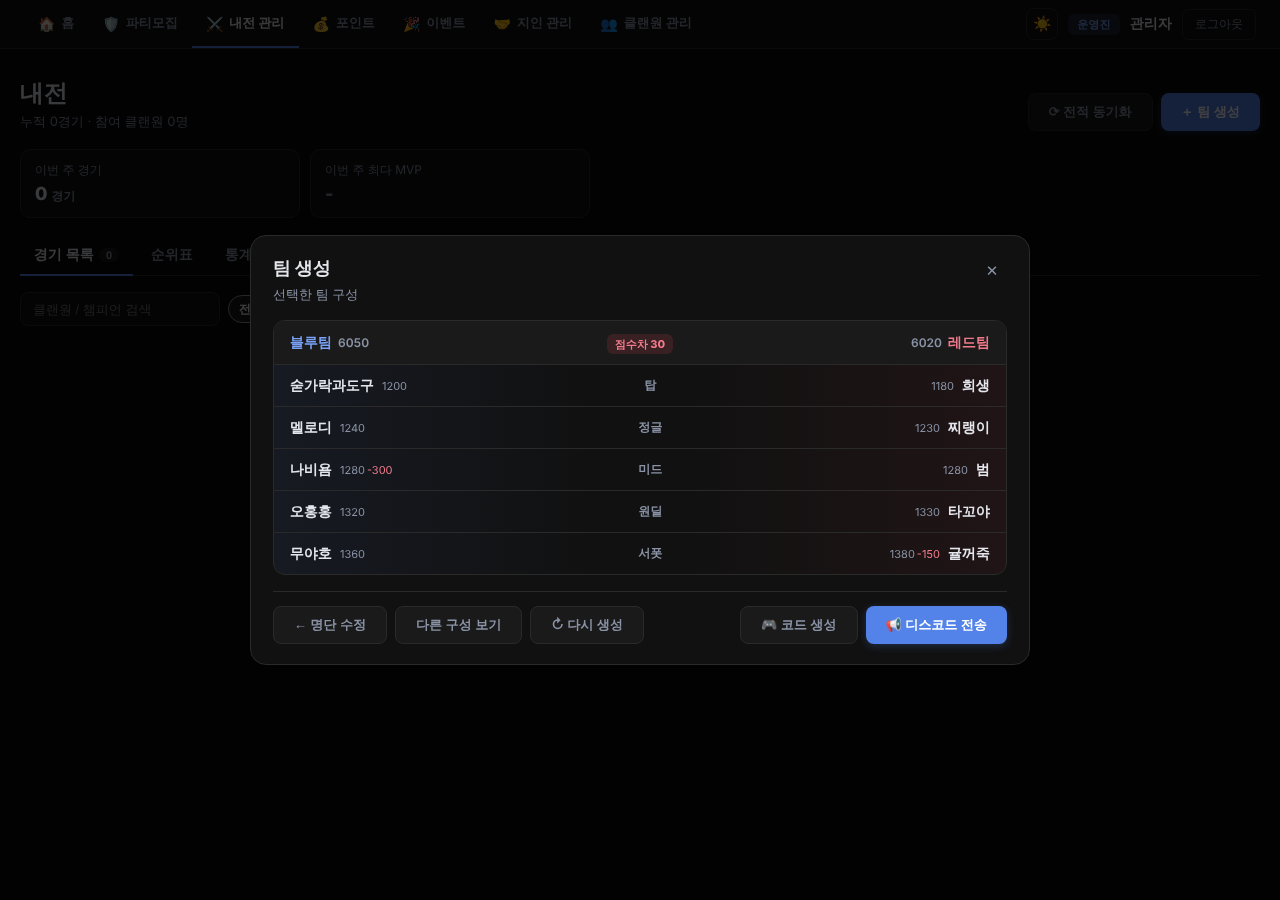 🏠 홈 🛡️ 파티모집 ⚔️ 내전 관리 💰 포인트 🎉 이벤트 🤝 지인 관리 👥 클랜원 관리 ☀️ 운영진 관리자 로그아웃
내전
누적 0경기 · 참여 클랜원 0명
⟳ 전적 동기화 + 팀 생성
이번 주 경기
0 경기
이번 주 최다 MVP
-
경기 목록 0 순위표 통계
클랜원 / 챔피언 검색 전
팀 생성 ×
선택한 팀 구성
블루팀 6050 점수차 30 6020 레드팀
숟가락과도구 1200 탑 1180 희생
멜로디 1240 정글 1230 찌랭이
나비욤 1280 -300 미드 1280 범
오홍홍 1320 원딜 1330 타꼬야
무야호 1360 서폿 1380 -150 귤꺼죽
← 명단 수정 다른 구성 보기 ↻ 다시 생성 🎮 코드 생성 📢 디스코드 전송